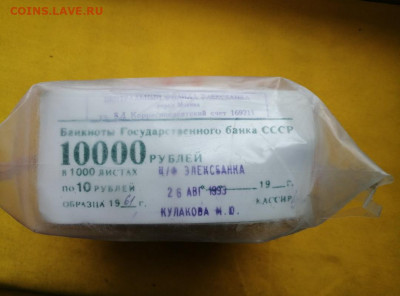 COINS.LAVE.RU
Банкноты Государственного банка СССР
10000 РУБЛЕЙ
В 1000 ЛИСТАХ Ц/Ф ЭЛЕКСБАНКА
ПО 10 РУБЛЕЙ 26 АВГ 1993 19 г.
ОБРАЗЦА 1961 г. КАССИР
КУЛАКОВА М.О.